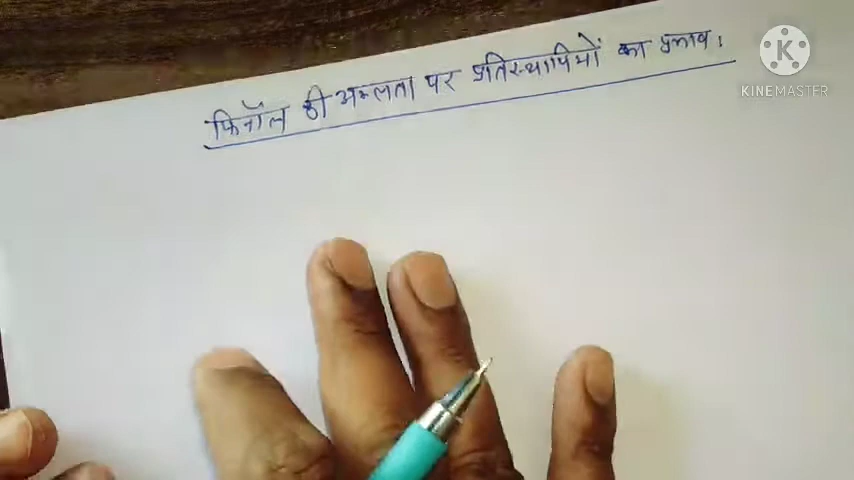 फिनॉल की अम्लता पर प्रतिस्थापियों का प्रभाव।
KINEMASTER